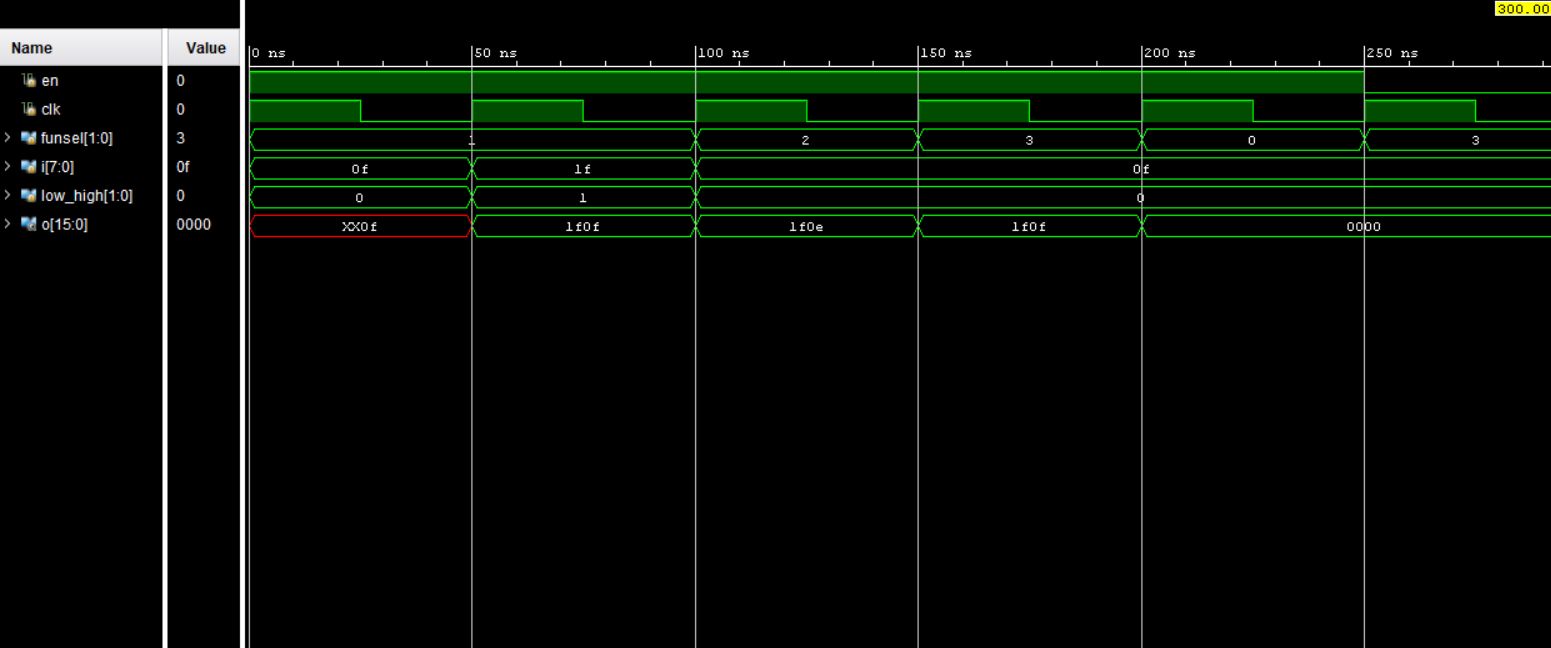 300.00
Name Value
0 ns 50 ns 100 ns 150 ns 200 ns 250 ns
en 0
clk 0
funsel[1:0] 3 1 2 3 0 3
i[7:0] 0f 0f 1f 0f
low_high[1:0] 0 0 1 0
o[15:0] 0000 XX0f 1f0f 1f0e 1f0f 0000